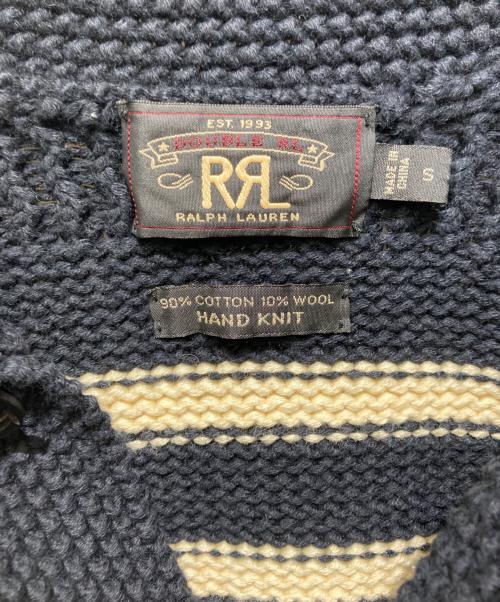 EST. 1993
DOUBLE RL
RRL
RALPH LAUREN
MADE IN
CHINA
S
90% COTTON 10% WOOL
HAND KNIT